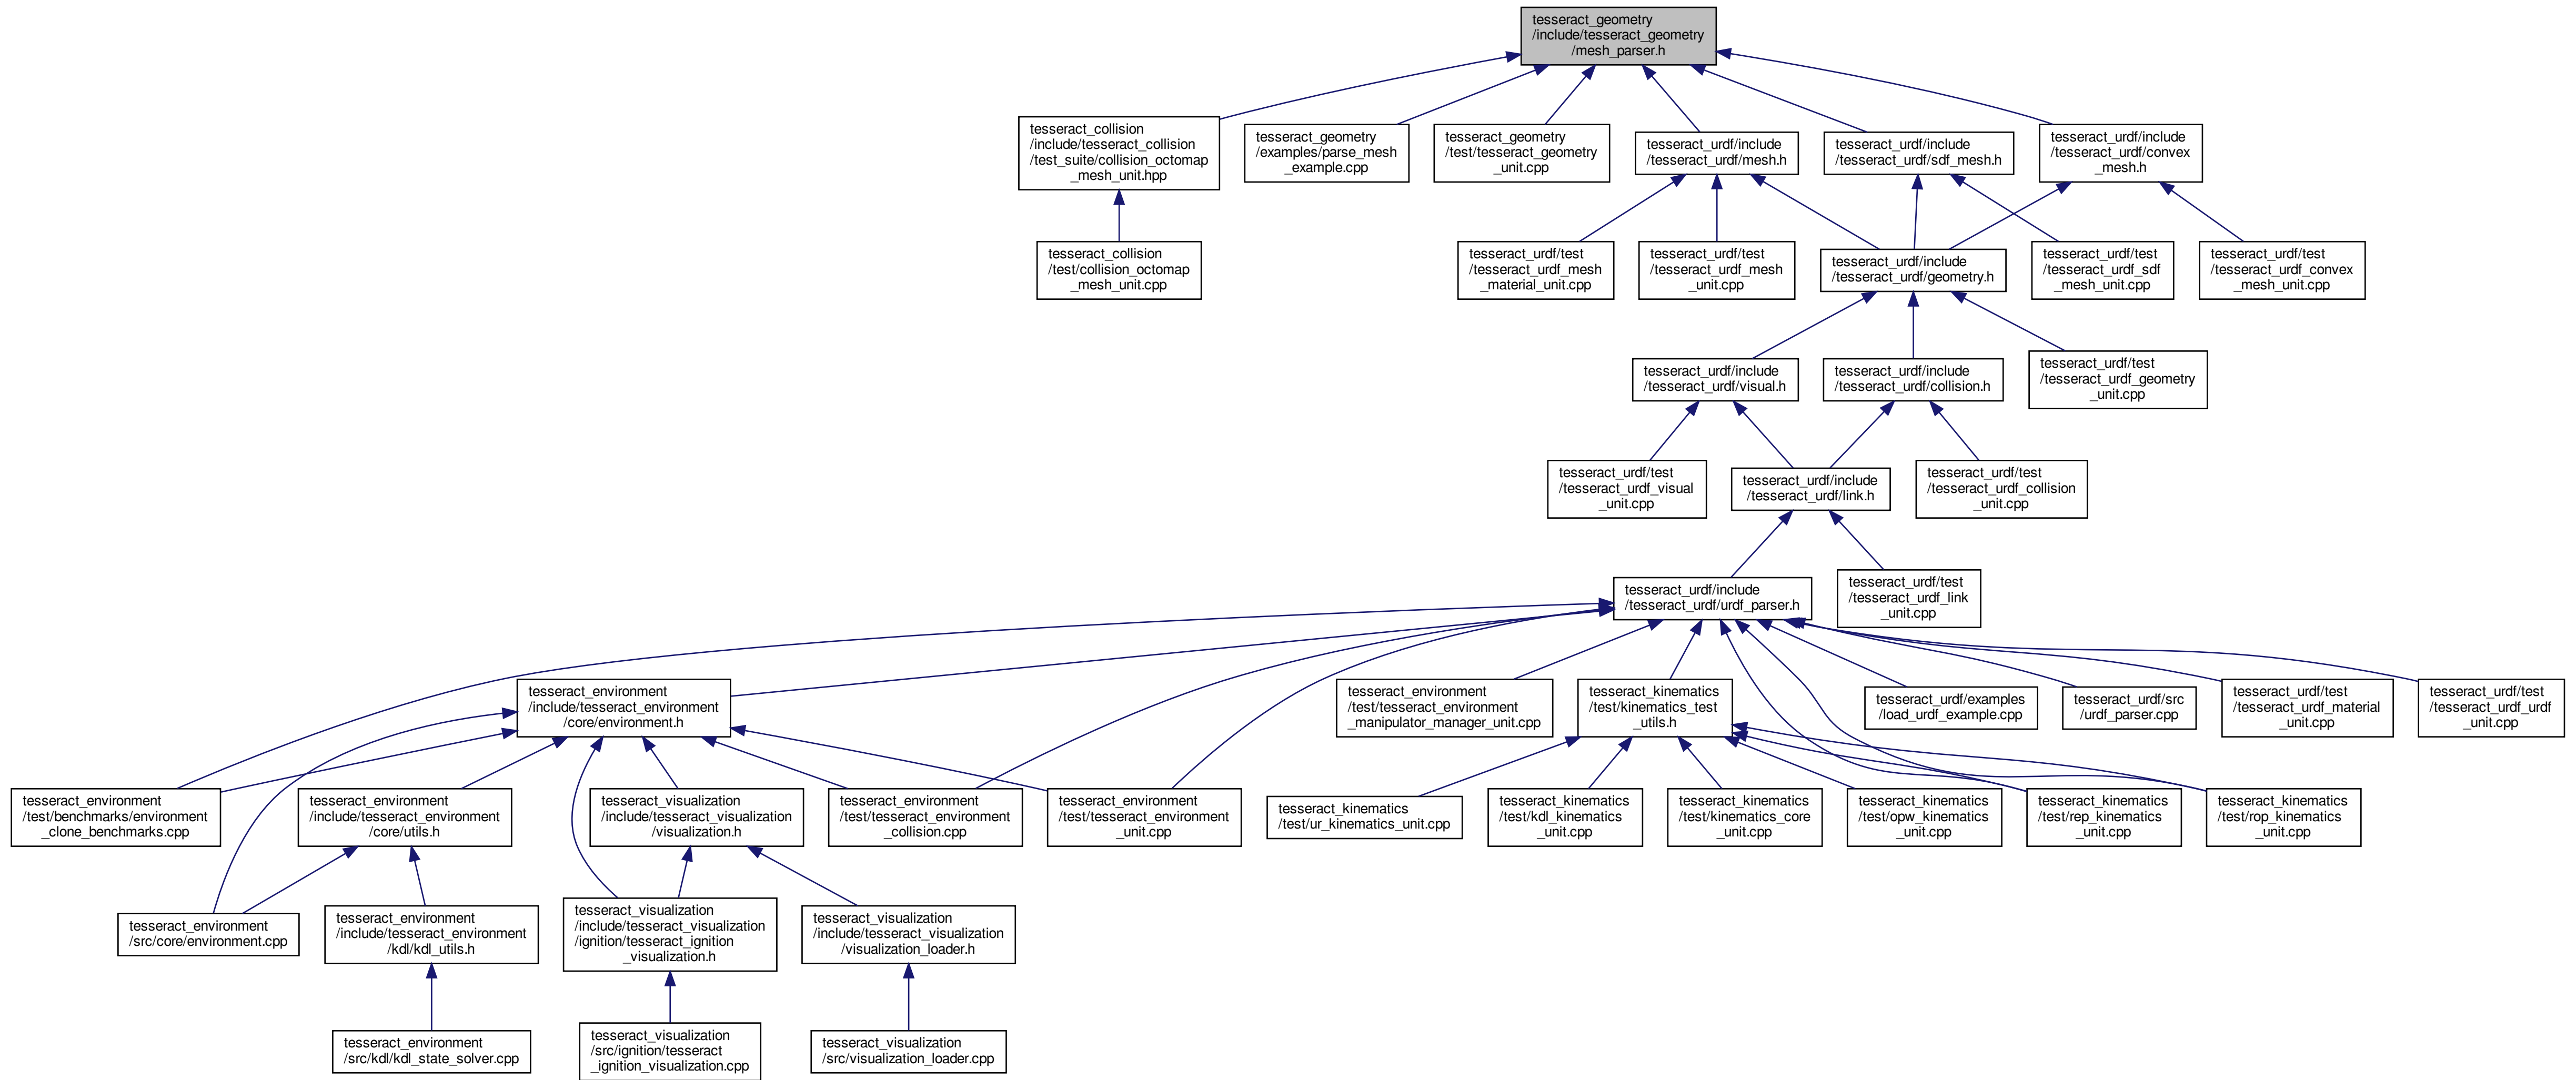 tesseract_geometry
/include/tesseract_geometry
/mesh_parser.h
tesseract_collision
/include/tesseract_collision
/test_suite/collision_octomap
_mesh_unit.hpp
tesseract_geometry
/examples/parse_mesh
_example.cpp
tesseract_geometry
/test/tesseract_geometry
_unit.cpp
tesseract_urdf/include
/tesseract_urdf/mesh.h
tesseract_urdf/include
/tesseract_urdf/sdf_mesh.h
tesseract_urdf/include
/tesseract_urdf/convex
_mesh.h
tesseract_collision
/test/collision_octomap
_mesh_unit.cpp
tesseract_urdf/test
/tesseract_urdf_mesh
_material_unit.cpp
tesseract_urdf/test
/tesseract_urdf_mesh
_unit.cpp
tesseract_urdf/include
/tesseract_urdf/geometry.h
tesseract_urdf/test
/tesseract_urdf_sdf
_mesh_unit.cpp
tesseract_urdf/test
/tesseract_urdf_convex
_mesh_unit.cpp
tesseract_urdf/include
/tesseract_urdf/visual.h
tesseract_urdf/include
/tesseract_urdf/collision.h
tesseract_urdf/test
/tesseract_urdf_geometry
_unit.cpp
tesseract_urdf/test
/tesseract_urdf_visual
_unit.cpp
tesseract_urdf/include
/tesseract_urdf/link.h
tesseract_urdf/test
/tesseract_urdf_collision
_unit.cpp
tesseract_urdf/include
/tesseract_urdf/urdf_parser.h
tesseract_urdf/test
/tesseract_urdf_link
_unit.cpp
tesseract_environment
/include/tesseract_environment
/core/environment.h
tesseract_environment
/test/tesseract_environment
_manipulator_manager_unit.cpp
tesseract_kinematics
/test/kinematics_test
_utils.h
tesseract_urdf/examples
/load_urdf_example.cpp
tesseract_urdf/src
/urdf_parser.cpp
tesseract_urdf/test
/tesseract_urdf_material
_unit.cpp
tesseract_urdf/test
/tesseract_urdf_urdf
_unit.cpp
tesseract_environment
/test/benchmarks/environment
_clone_benchmarks.cpp
tesseract_environment
/include/tesseract_environment
/core/utils.h
tesseract_visualization
/include/tesseract_visualization
/visualization.h
tesseract_environment
/test/tesseract_environment
_collision.cpp
tesseract_environment
/test/tesseract_environment
_unit.cpp
tesseract_kinematics
/test/ur_kinematics_unit.cpp
tesseract_kinematics
/test/kdl_kinematics
_unit.cpp
tesseract_kinematics
/test/kinematics_core
_unit.cpp
tesseract_kinematics
/test/opw_kinematics
_unit.cpp
tesseract_kinematics
/test/rep_kinematics
_unit.cpp
tesseract_kinematics
/test/rop_kinematics
_unit.cpp
tesseract_environment
/src/core/environment.cpp
tesseract_environment
/include/tesseract_environment
/kdl/kdl_utils.h
tesseract_visualization
/include/tesseract_visualization
/ignition/tesseract_ignition
_visualization.h
tesseract_visualization
/include/tesseract_visualization
/visualization_loader.h
tesseract_environment
/src/kdl/kdl_state_solver.cpp
tesseract_visualization
/src/ignition/tesseract
_ignition_visualization.cpp
tesseract_visualization
/src/visualization_loader.cpp